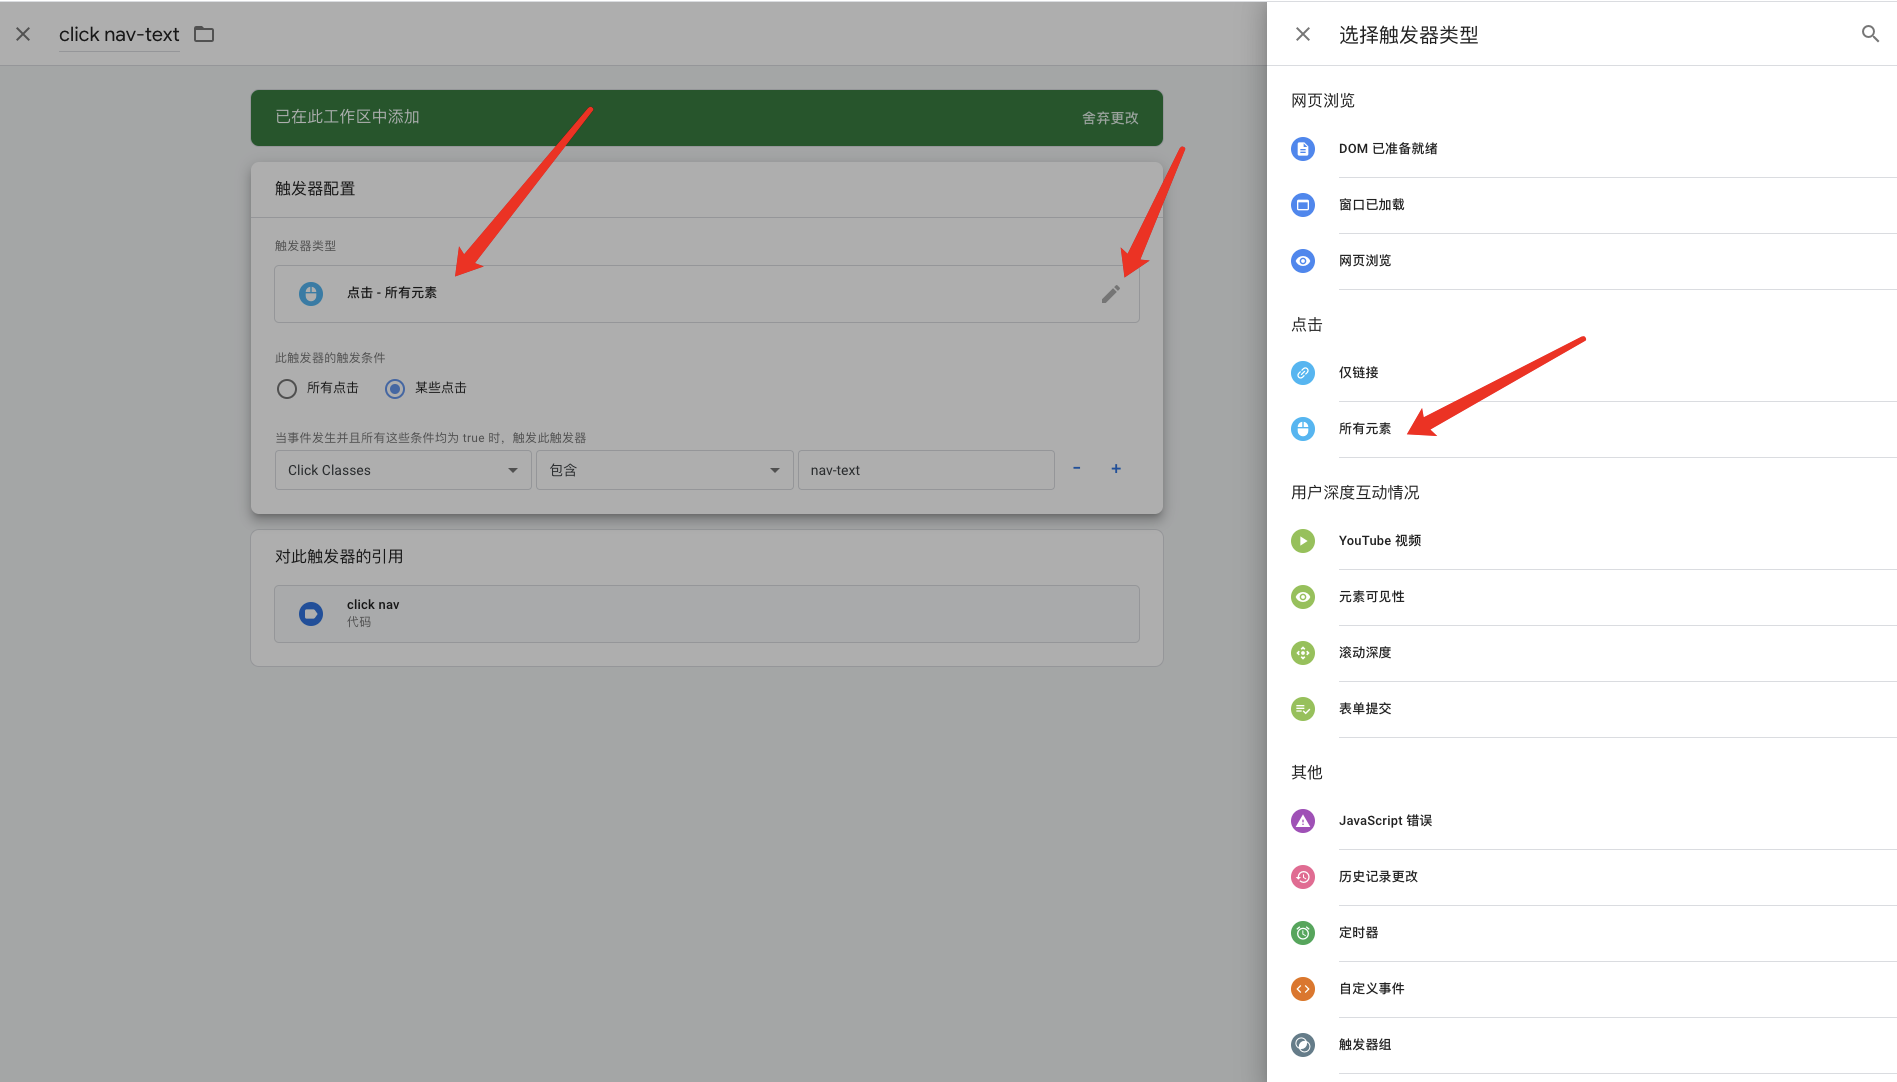 click nav-text
已在此工作区中添加
舍弃更改
触发器配置
触发器类型
点击 - 所有元素
此触发器的触发条件
所有点击
某些点击
当事件发生并且所有这些条件均为 true 时，触发此触发器
Click Classes
包含
nav-text
-
+
对此触发器的引用
click nav
代码
选择触发器类型
网页浏览
DOM 已准备就绪
窗口已加载
网页浏览
点击
仅链接
所有元素
用户深度互动情况
YouTube 视频
元素可见性
滚动深度
表单提交
其他
JavaScript 错误
历史记录更改
定时器
自定义事件
触发器组